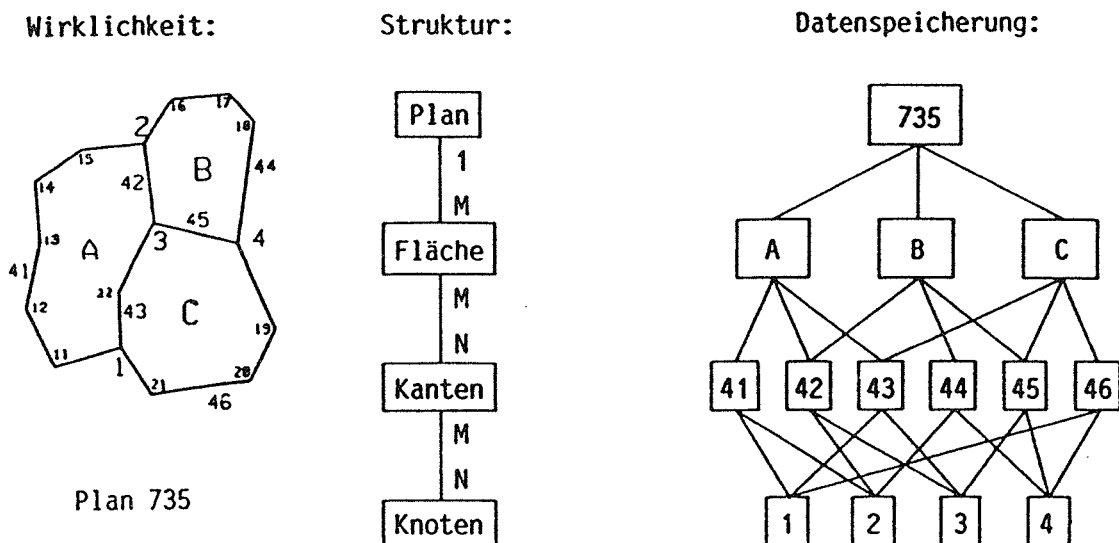 Wirklichkeit:
Struktur:
Datenspeicherung:
16
17
18
2
15
14
42
B
44
13
45
3
4
A
41
12
22
43
C
19
11
1
21
20
46
Plan 735
Plan
1
M
Fläche
M
N
Kanten
M
N
Knoten
735
A B C
41 42 43 44 45 46
1 2 3 4